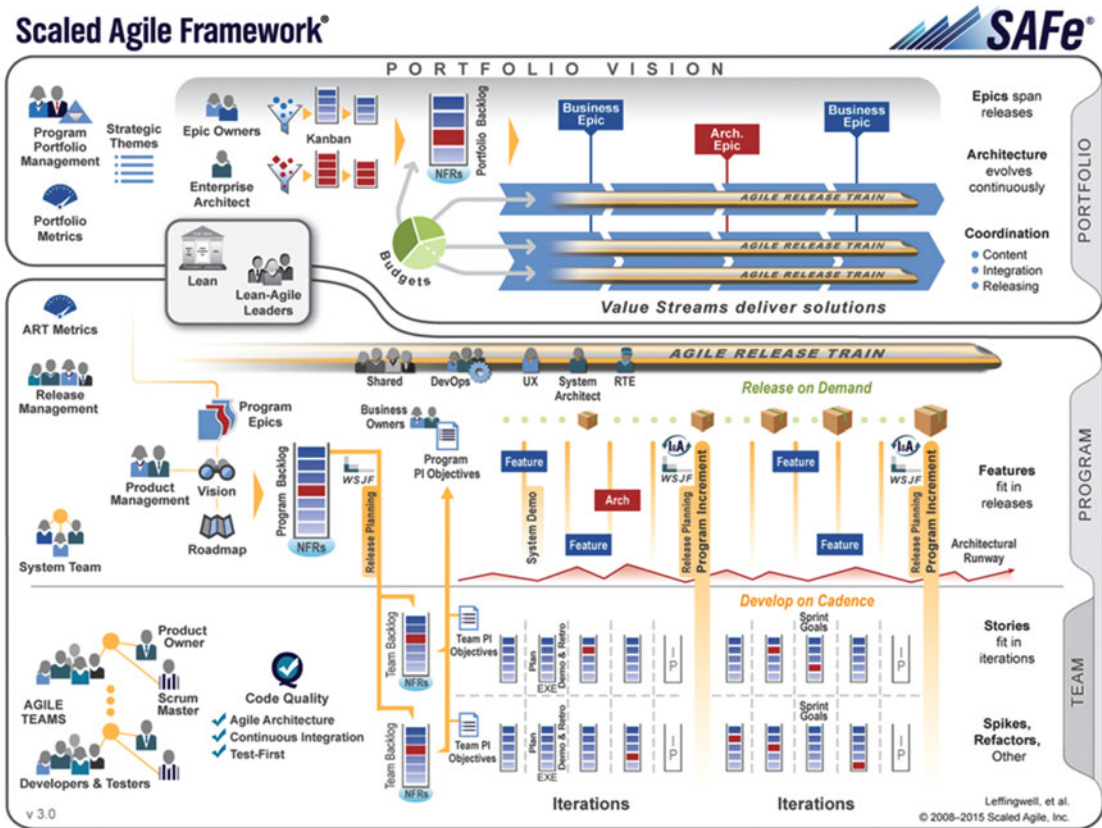 Scaled Agile Framework®
SAFe®
PORTFOLIO VISION
Program
Portfolio
Management
Strategic
Themes
Portfolio
Metrics
Epic Owners
Enterprise
Architect
Kanban
Portfolio Backlog
NFRs
Business
Epic
Arch.
Epic
Business
Epic
AGILE RELEASE TRAIN
AGILE RELEASE TRAIN
AGILE RELEASE TRAIN
Budgets
Value Streams deliver solutions
Epics span
releases
Architecture
evolves
continuously
Coordination
Content
Integration
Releasing
PORTFOLIO
Lean
Lean-Agile
Leaders
ART Metrics
Release
Management
AGILE RELEASE TRAIN
Shared
DevOps
UX
System
Architect
RTE
Release on Demand
Program
Epics
Product
Management
Vision
Roadmap
System Team
Program Backlog
NFRs
WSJF
Release Planning
Business
Owners
Program
PI Objectives
Feature
System Demo
Feature
Arch
I&A
WSJF
Release Planning
Program Increment
Feature
Feature
I&A
WSJF
Release Planning
Program Increment
Features
fit in
releases
Architectural
Runway
PROGRAM
Develop on Cadence
Product
Owner
Scrum
Master
AGILE
TEAMS
Developers & Testers
Code Quality
Agile Architecture
Continuous Integration
Test-First
Team Backlog
NFRs
Team PI
Objectives
Plan
EXE
Demo & Retro
I
P
Sprint
Goals
I
P
Team Backlog
NFRs
Team PI
Objectives
Plan
EXE
Demo & Retro
I
P
Sprint
Goals
I
P
Iterations
Iterations
Stories
fit in
iterations
Spikes,
Refactors,
Other
TEAM
v 3.0
Leffingwell, et al.
© 2008–2015 Scaled Agile, Inc.